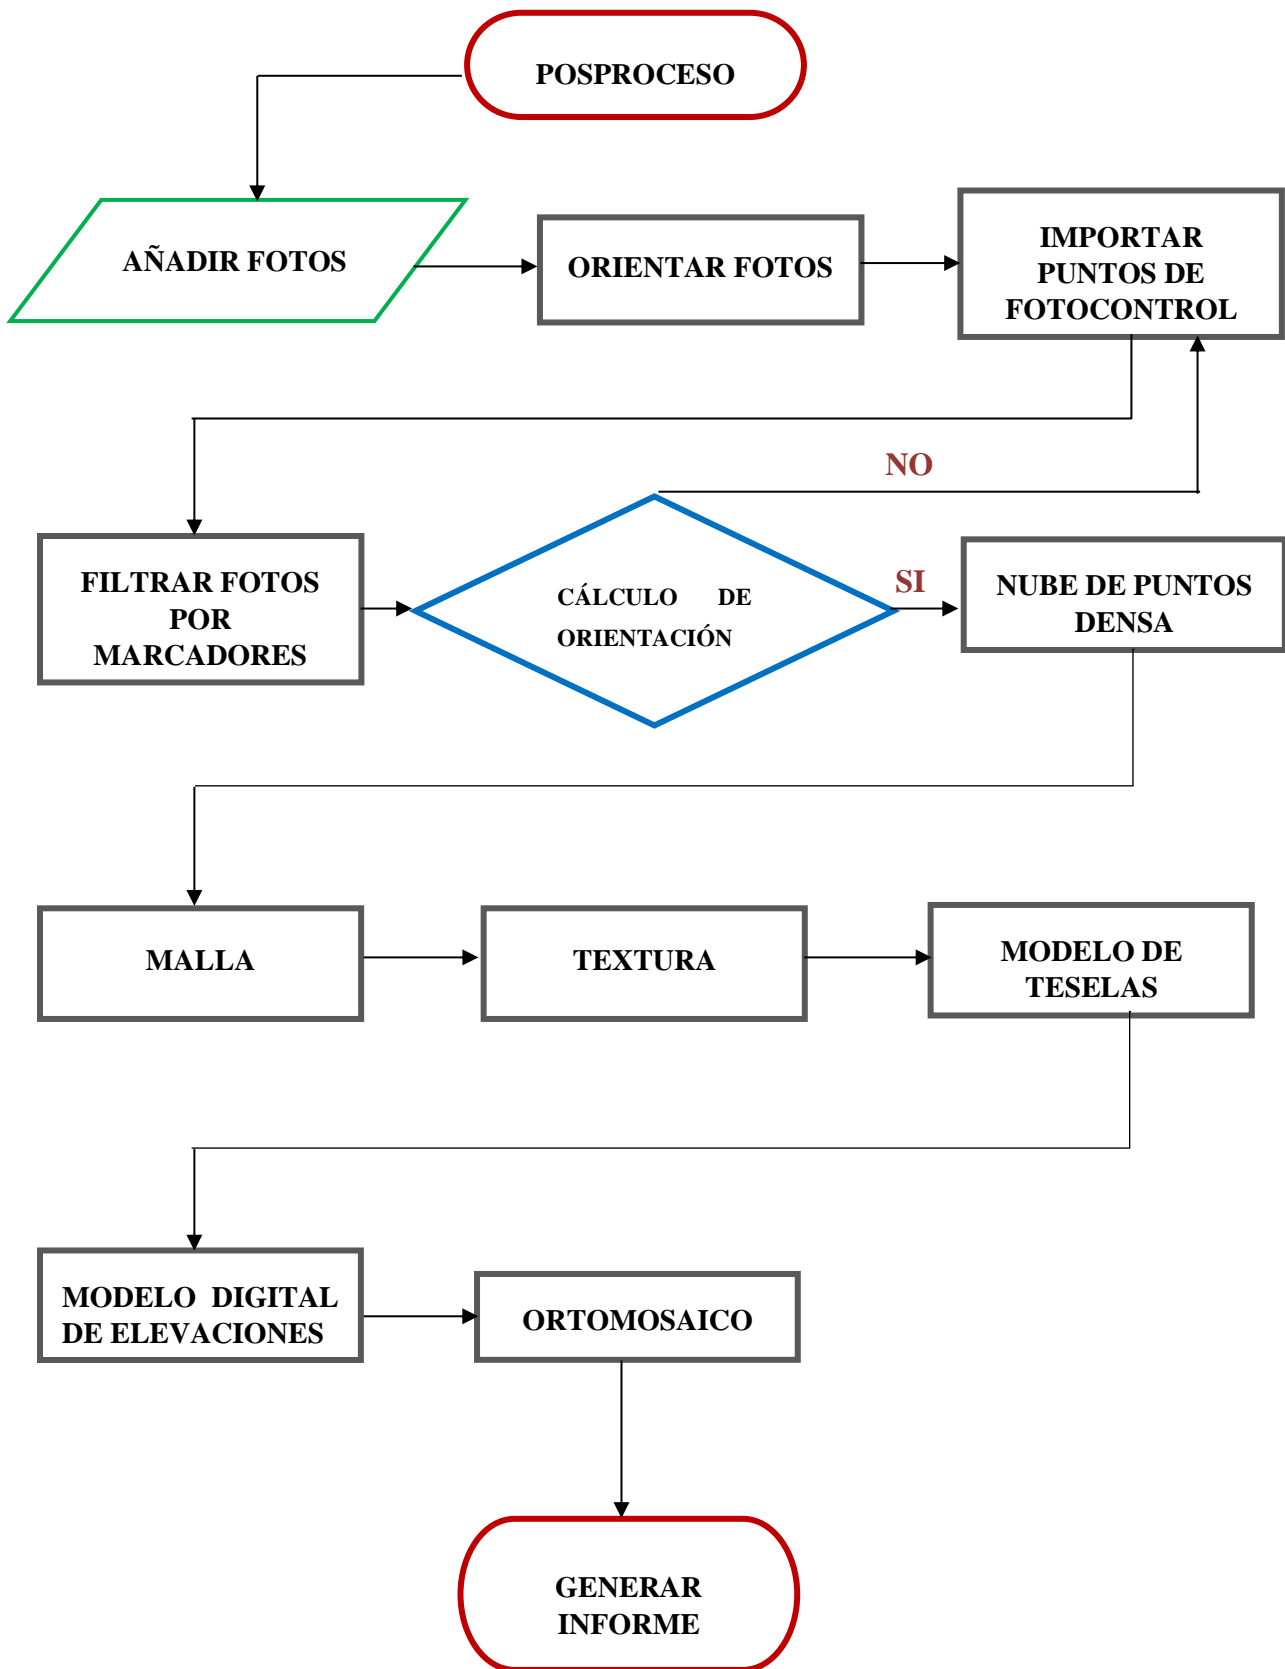 POSPROCESO
AÑADIR FOTOS
ORIENTAR FOTOS
IMPORTAR
PUNTOS DE
FOTOCONTROL
NO
FILTRAR FOTOS
POR
MARCADORES
CÁLCULO DE
ORIENTACIÓN
SI
NUBE DE PUNTOS
DENSA
MALLA
TEXTURA
MODELO DE
TESELAS
MODELO DIGITAL
DE ELEVACIONES
ORTOMOSAICO
GENERAR
INFORME